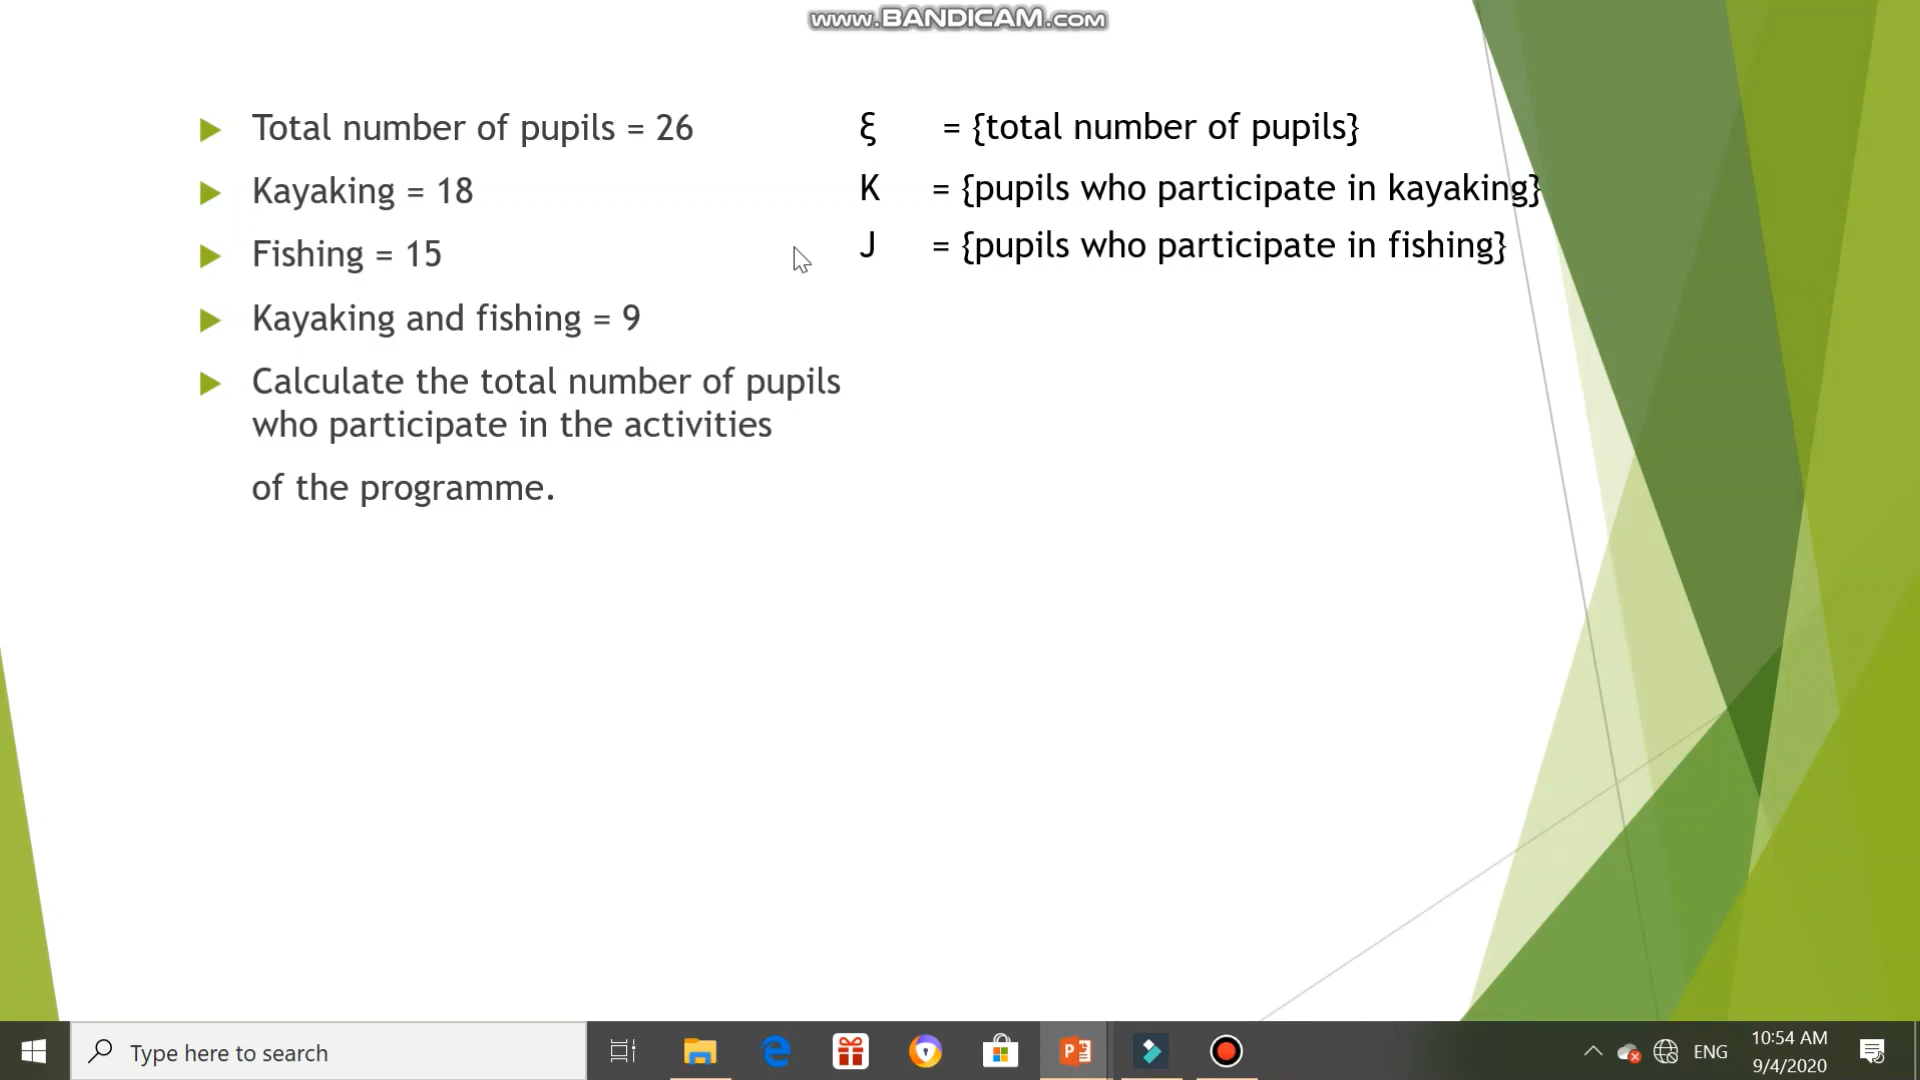 www.BANDICAM.com
Total number of pupils = 26
Kayaking = 18
Fishing = 15
Kayaking and fishing = 9
Calculate the total number of pupils
who participate in the activities
of the programme.
ξ = {total number of pupils}
K = {pupils who participate in kayaking}
J = {pupils who participate in fishing}
Type here to search
ENG
10:54 AM
9/4/2020